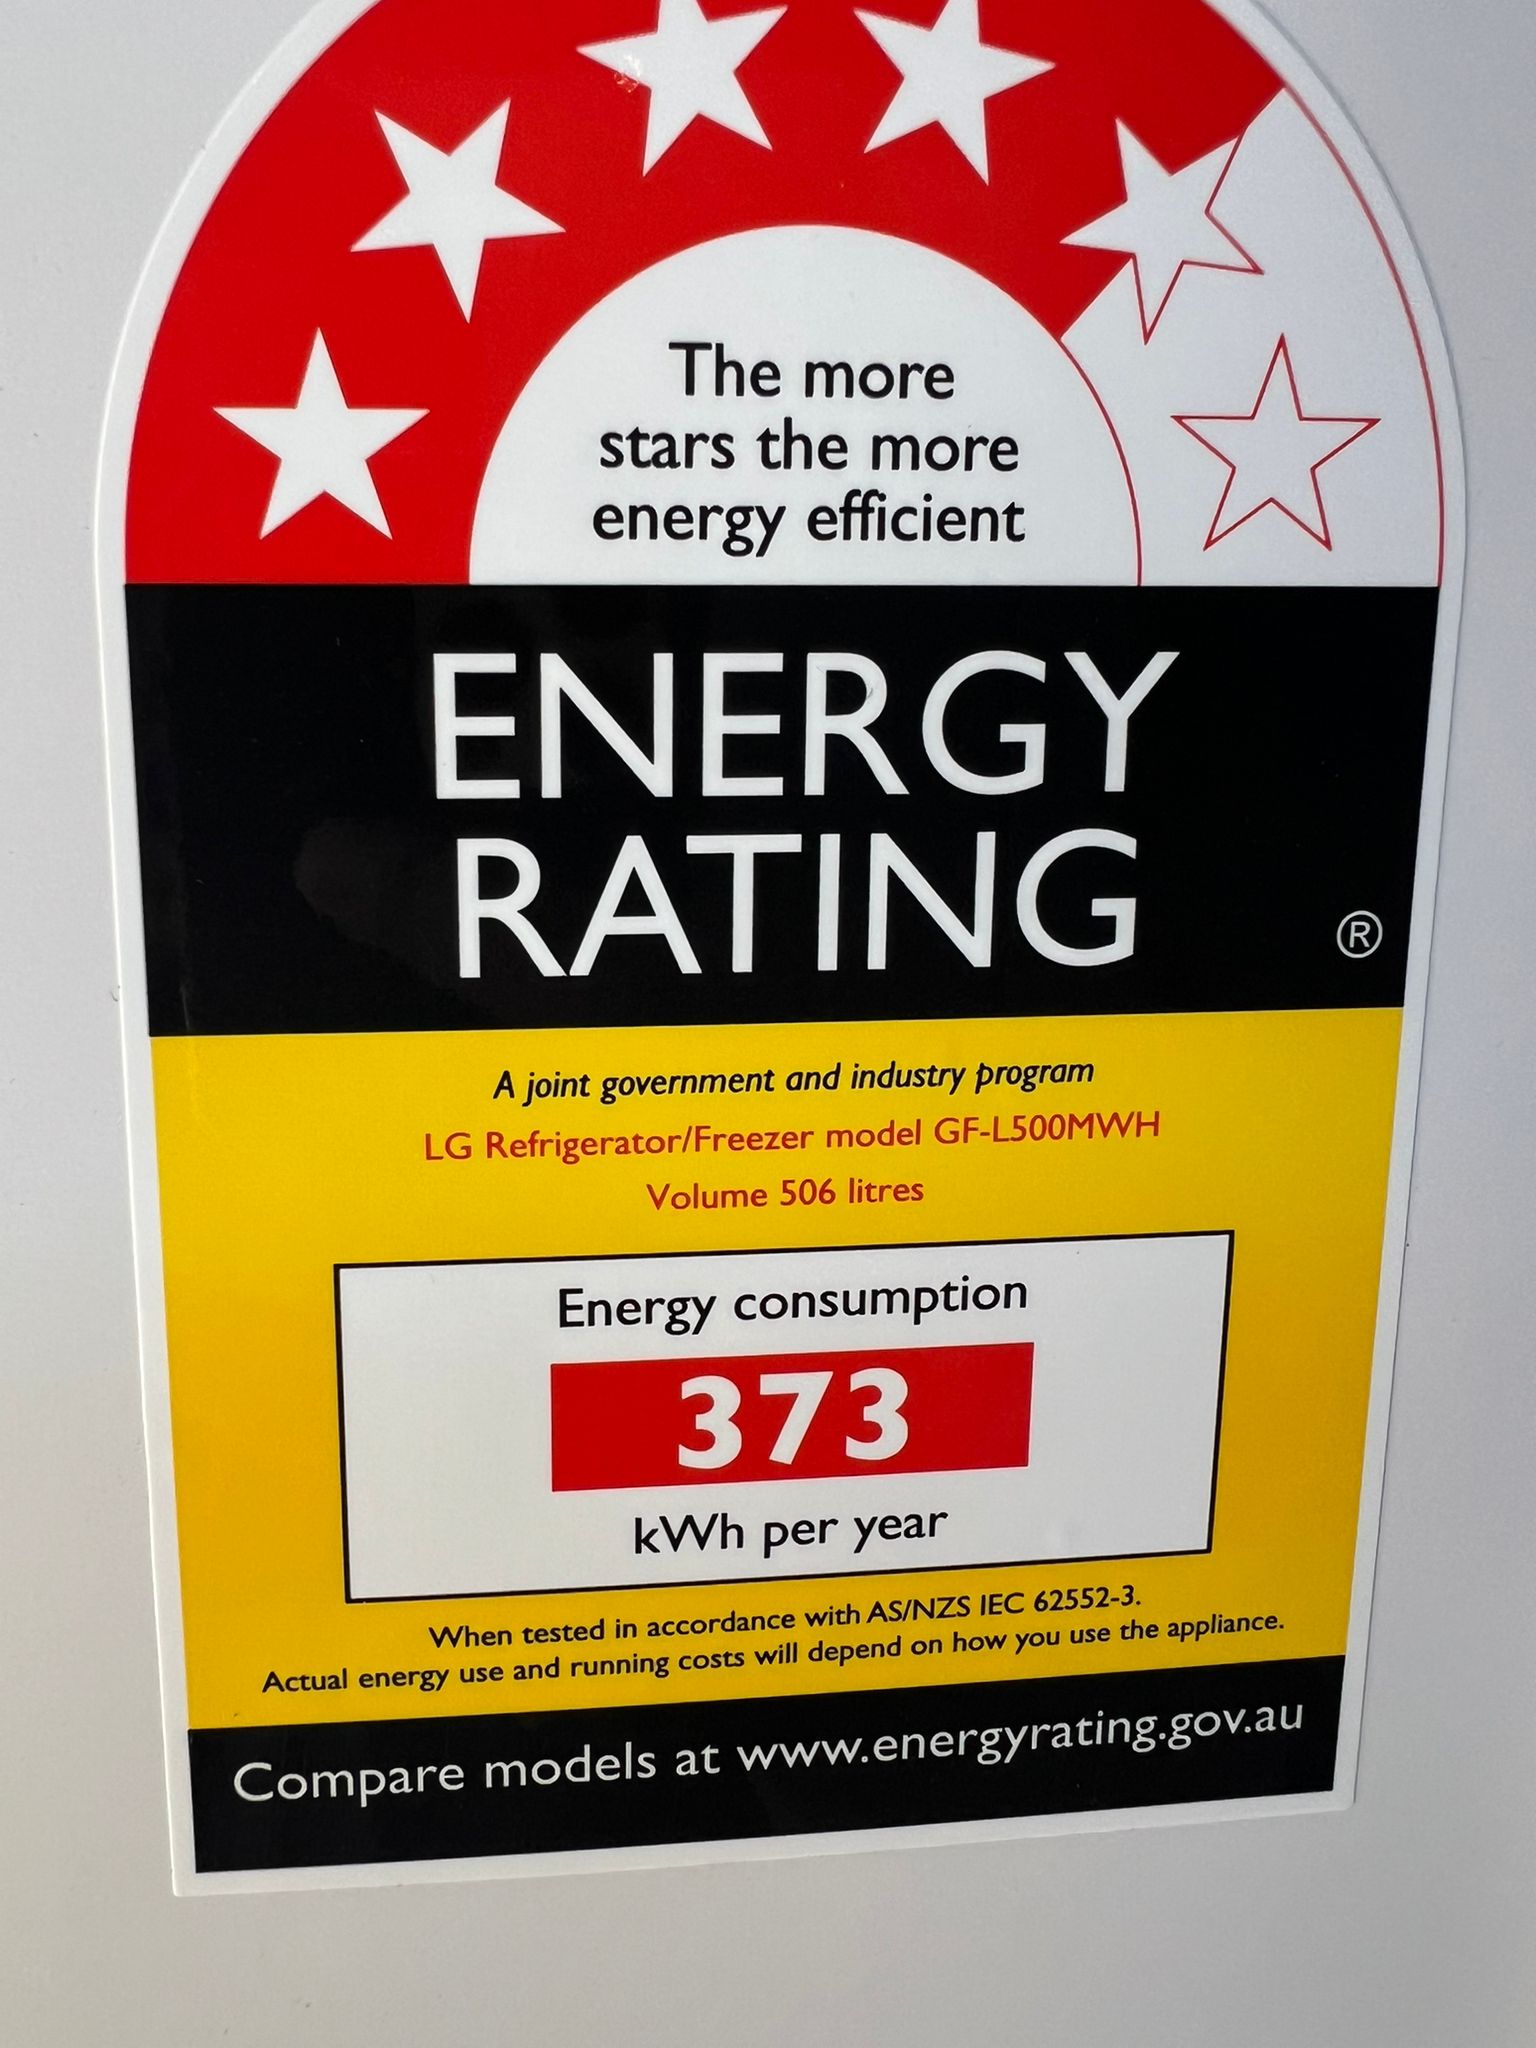 The more
stars the more
energy efficient
ENERGY
RATING
®
A joint government and industry program
LG Refrigerator/Freezer model GF-L500MWH
Volume 506 litres
Energy consumption
373
kWh per year
When tested in accordance with AS/NZS IEC 62552-3.
Actual energy use and running costs will depend on how you use the appliance.
Compare models at www.energyrating.gov.au